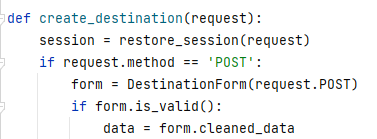 def create_destination(request):
    session = restore_session(request)
    if request.method == 'POST':
        form = DestinationForm(request.POST)
        if form.is_valid():
            data = form.cleaned_data